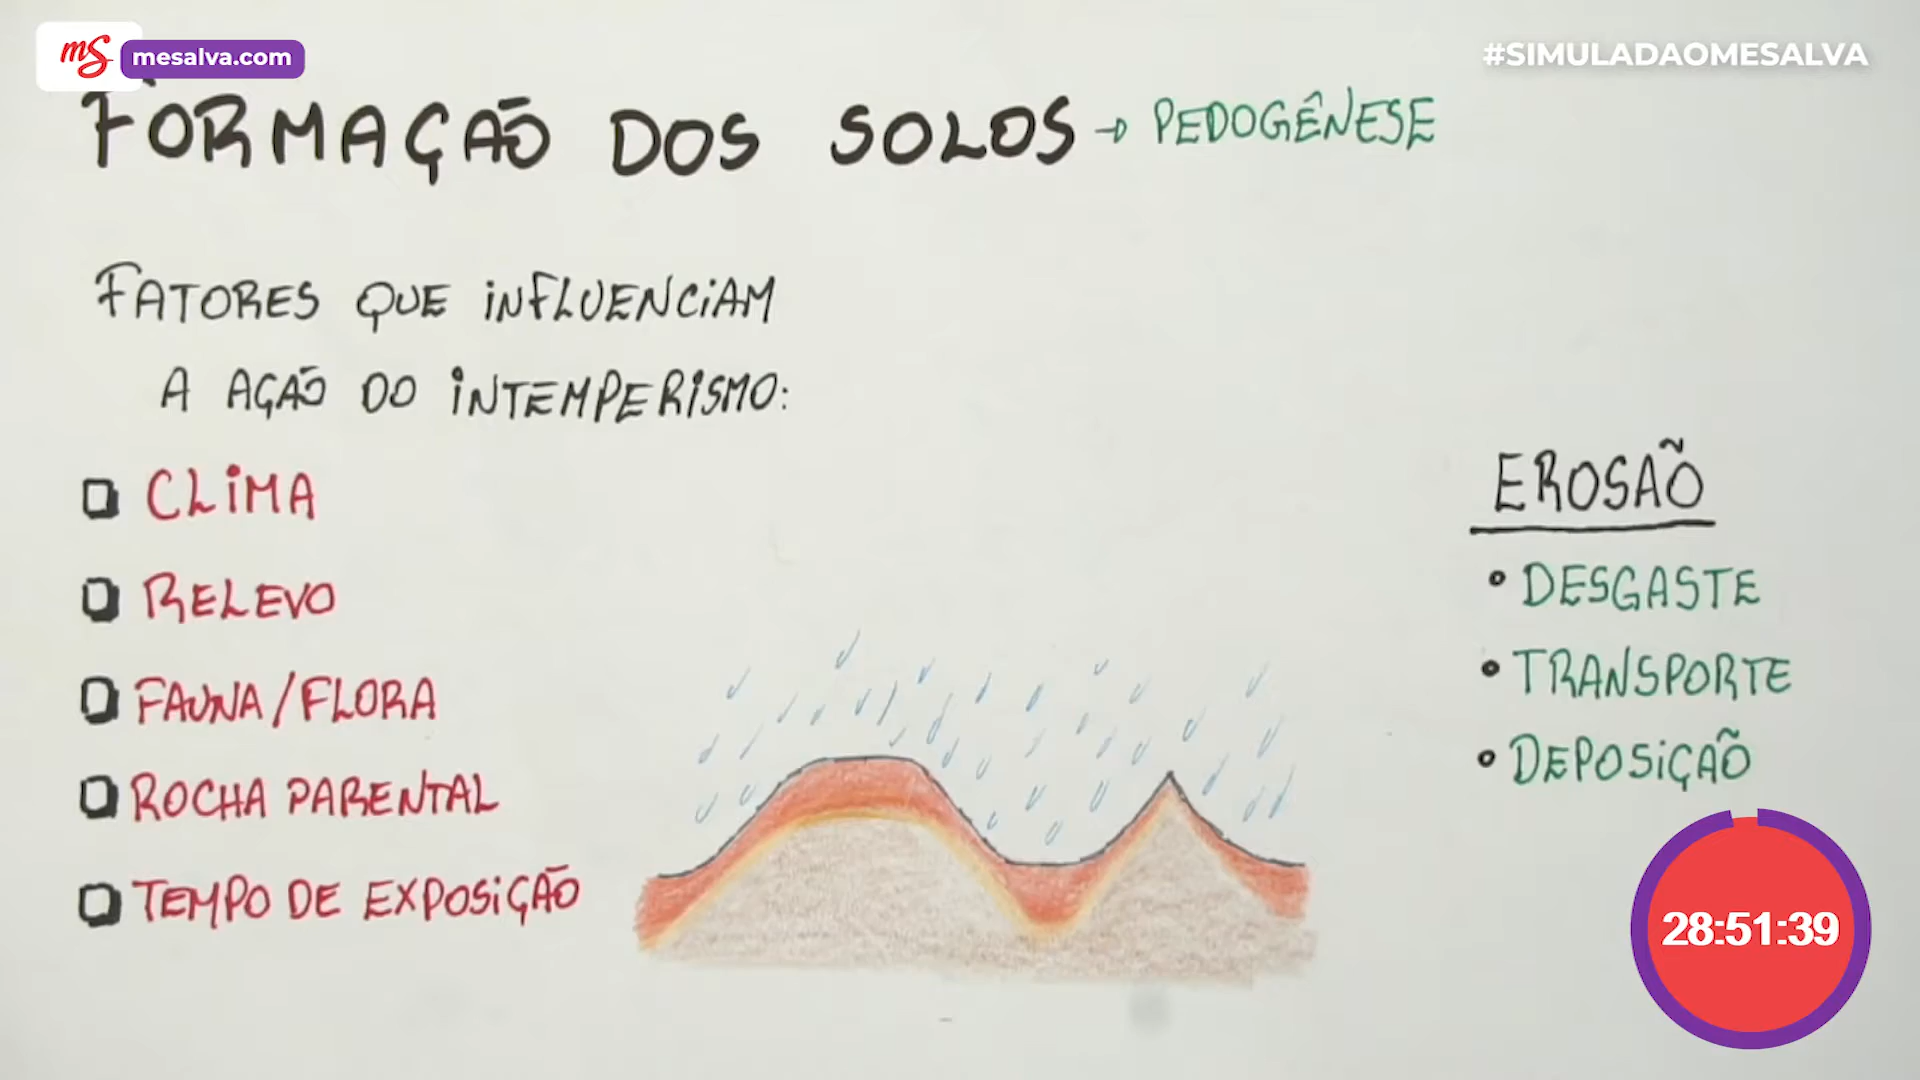 mS mesalva.com
#SIMULADAOMESALVA
FORMAÇÃO DOS SOLOS → PEDOGÊNESE
FATORES QUE INFLUENCIAM
A AÇÃO DO INTEMPERISMO:
CLIMA
RELEVO
FAUNA/FLORA
ROCHA PARENTAL
TEMPO DE EXPOSIÇÃO
EROSÃO
• DESGASTE
• TRANSPORTE
• DEPOSIÇÃO
28:51:39